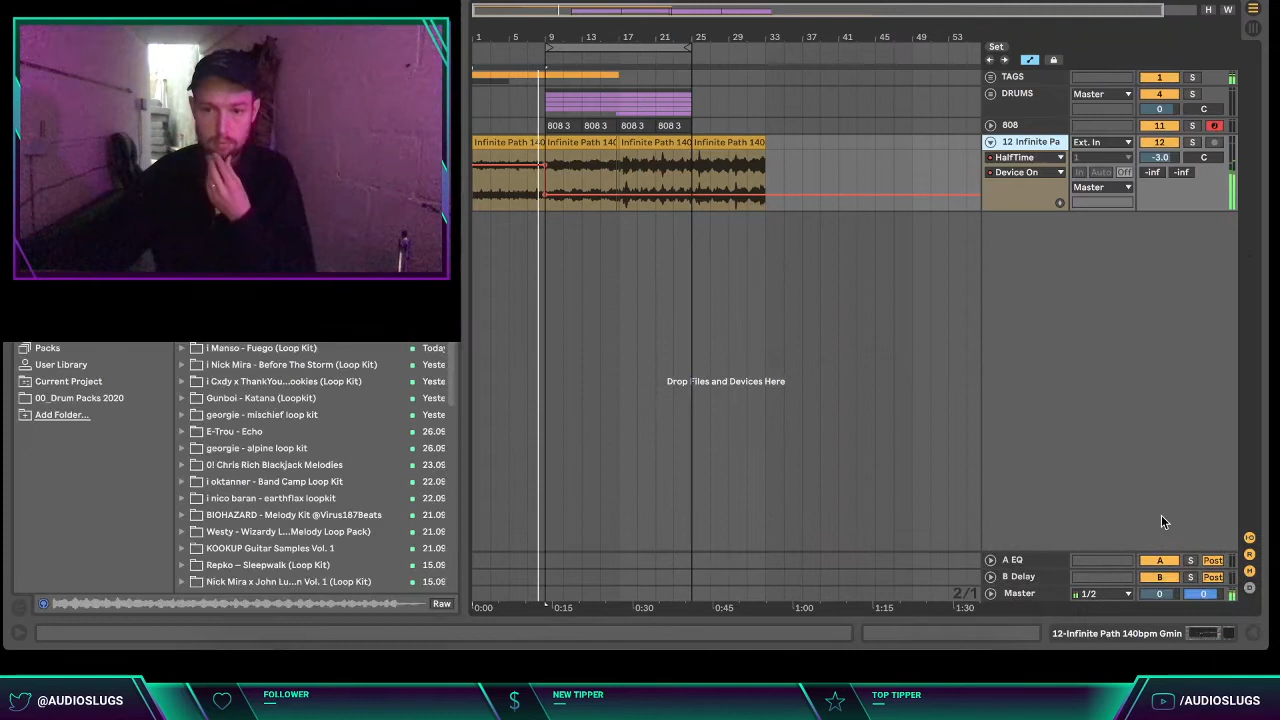 H W
1 5 9 13 17 21 25 29 33 37 41 45 49 53
Set
TAGS 1 S
DRUMS Master 4 S
0 C
808 3 808 3 808 3 808 3
808 11 S
Infinite Path 140 Infinite Path 140 Infinite Path 140 Infinite Path 140
12 Infinite Pa Ext. In 12 S
HalfTime 1 -3.0 C
Device On In Auto Off -inf -inf
Master
Drop Files and Devices Here
Packs
User Library
Current Project
00_Drum Packs 2020
Add Folder...
i Manso - Fuego (Loop Kit) Today
i Nick Mira - Before The Storm (Loop Kit) Yeste
i Cxdy x ThankYou...ookies (Loop Kit) Yeste
Gunboi - Katana (Loopkit) Yeste
georgie - mischief loop kit Yeste
E-Trou - Echo 26.09
georgie - alpine loop kit 26.09
0! Chris Rich Blackjack Melodies 23.09
i oktanner - Band Camp Loop Kit 22.09
i nico baran - earthflax loopkit 22.09
BIOHAZARD - Melody Kit @Virus187Beats 21.09
Westy - Wizardy L...Melody Loop Pack) 21.09
KOOKUP Guitar Samples Vol. 1 21.09
Repko – Sleepwalk (Loop Kit) 15.09
Nick Mira x John Lu...n Vol. 1 (Loop Kit) 15.09
Raw
A EQ A S Post
B Delay B S Post
Master 1/2 0 0
2/1
0:00 0:15 0:30 0:45 1:00 1:15 1:30
IO
R
M
D
12-Infinite Path 140bpm Gmin
@AUDIOSLUGS
FOLLOWER
NEW TIPPER
TOP TIPPER
/AUDIOSLUGS